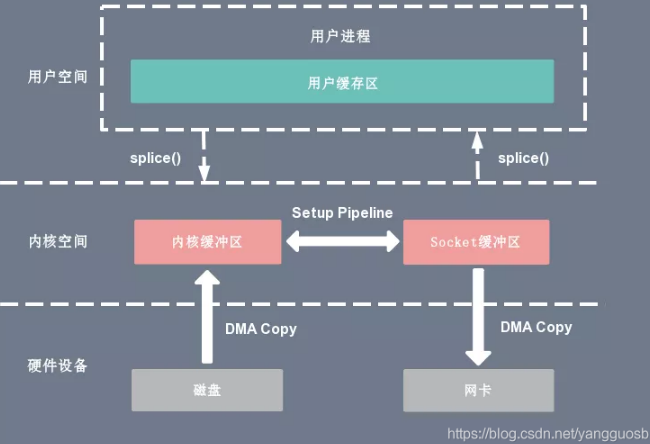 用户进程
用户空间
用户缓存区
splice()
splice()
Setup Pipeline
内核空间
内核缓冲区
Socket缓冲区
DMA Copy
DMA Copy
硬件设备
磁盘
网卡
https://blog.csdn.net/yangguosb